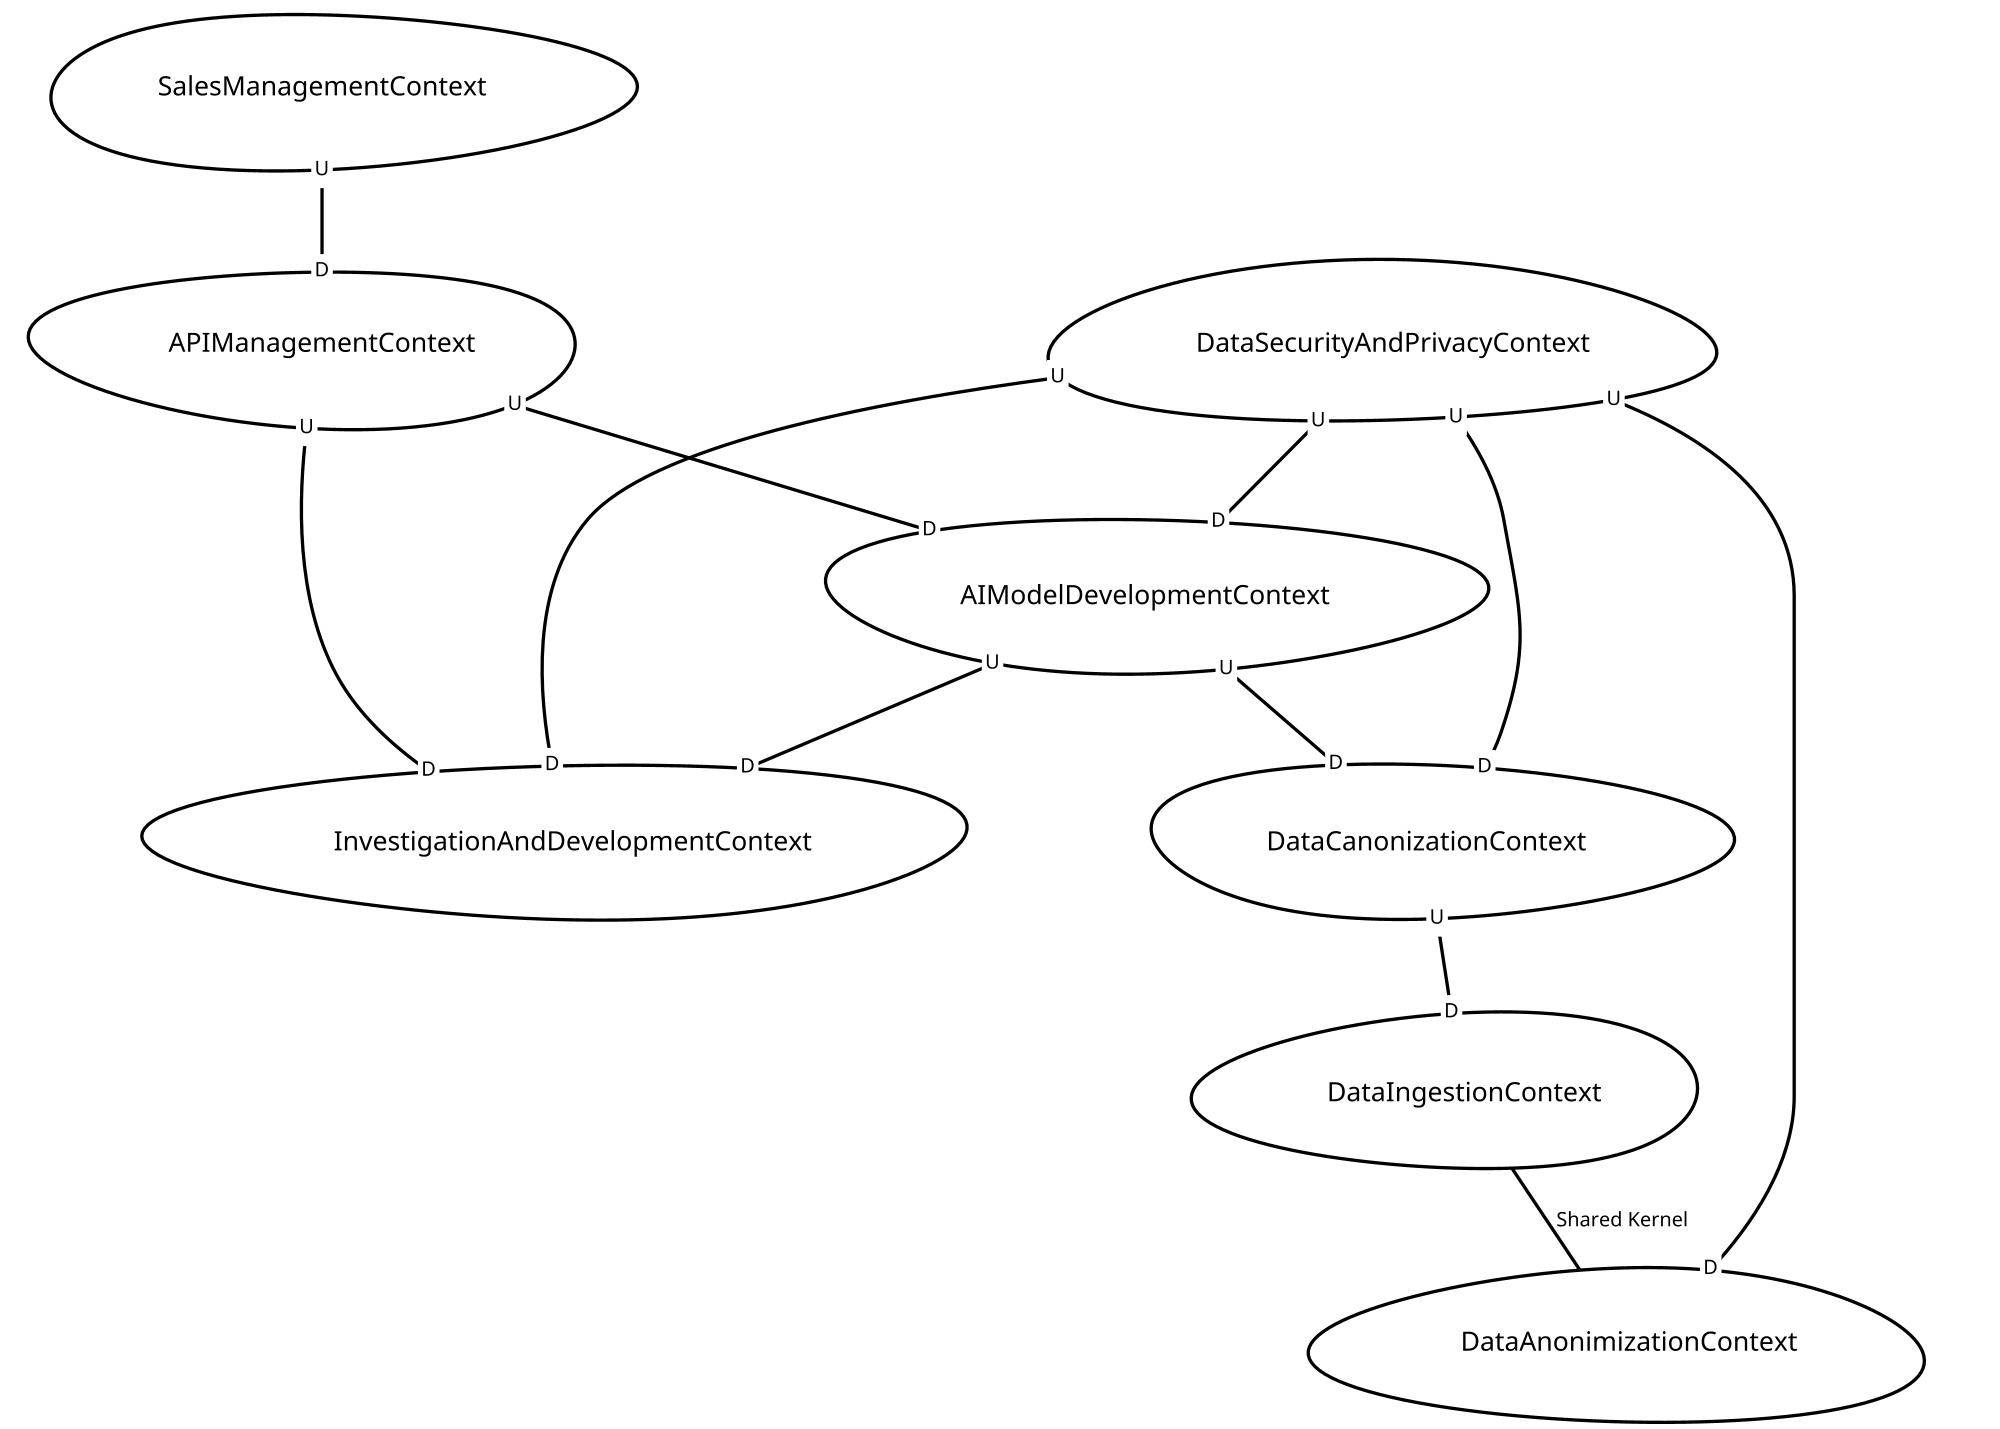 SalesManagementContext
U
D
APIManagementContext
DataSecurityAndPrivacyContext
U
U
U
U
U
U
D
D
AIModelDevelopmentContext
U
U
D
D
D
D
D
InvestigationAndDevelopmentContext
DataCanonizationContext
U
D
DataIngestionContext
Shared Kernel
D
DataAnonimizationContext